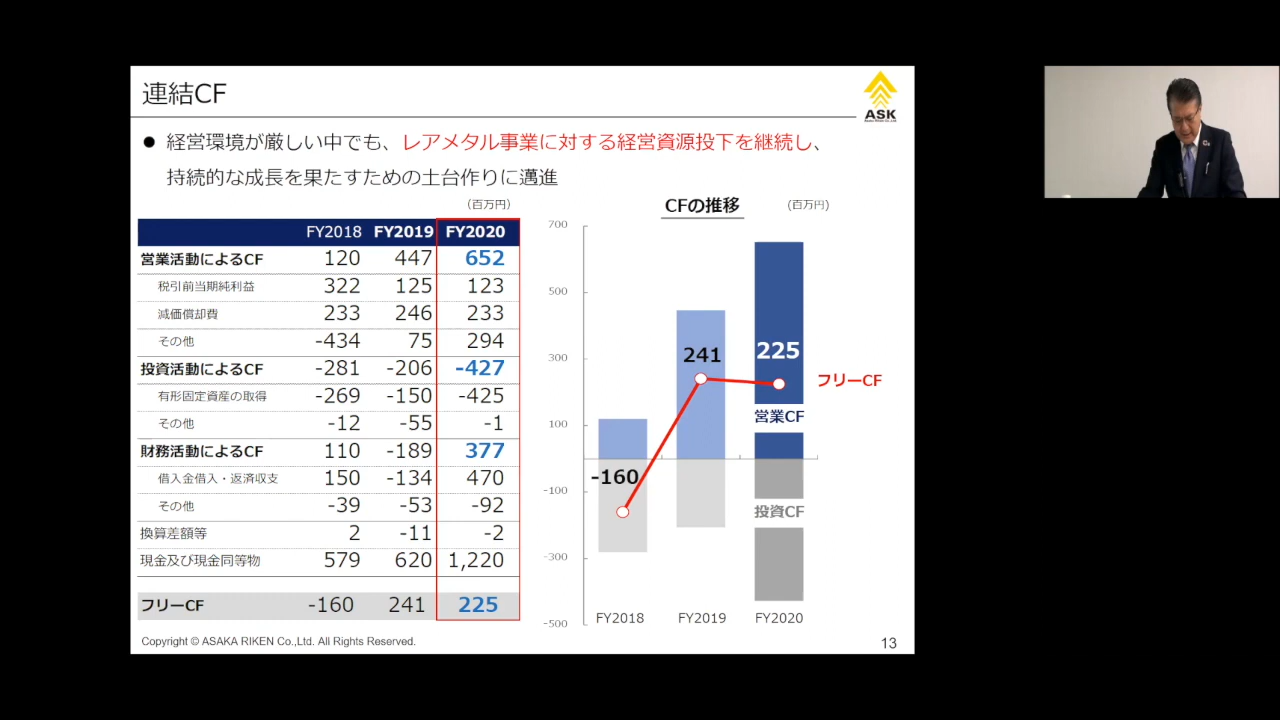 連結CF
ASK
● 経営環境が厳しい中でも、レアメタル事業に対する経営資源投下を継続し、
持続的な成長を果たすための土台作りに邁進
(百万円)
FY2018 FY2019 FY2020
営業活動によるCF 120 447 652
税引前当期純利益 322 125 123
減価償却費 233 246 233
その他 -434 75 294
投資活動によるCF -281 -206 -427
有形固定資産の取得 -269 -150 -425
その他 -12 -55 -1
財務活動によるCF 110 -189 377
借入金借入・返済収支 150 -134 470
その他 -39 -53 -92
換算差額等 2 -11 -2
現金及び現金同等物 579 620 1,220
フリーCF -160 241 225
CFの推移 (百万円)
700
500
300
100
-100
-300
-500
241
225
-160
フリーCF
営業CF
投資CF
FY2018 FY2019 FY2020
Copyright © ASAKA RIKEN Co.,Ltd. All Rights Reserved.
13